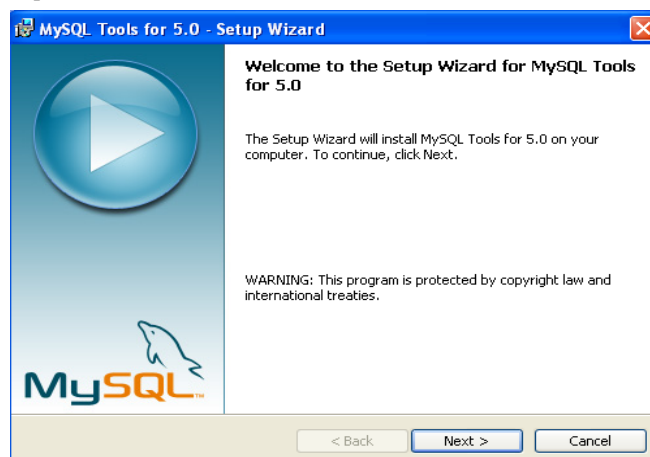 MySQL Tools for 5.0 - Setup Wizard
Welcome to the Setup Wizard for MySQL Tools
for 5.0
The Setup Wizard will install MySQL Tools for 5.0 on your
computer. To continue, click Next.
WARNING: This program is protected by copyright law and
international treaties.
MySQL
< Back
Next >
Cancel